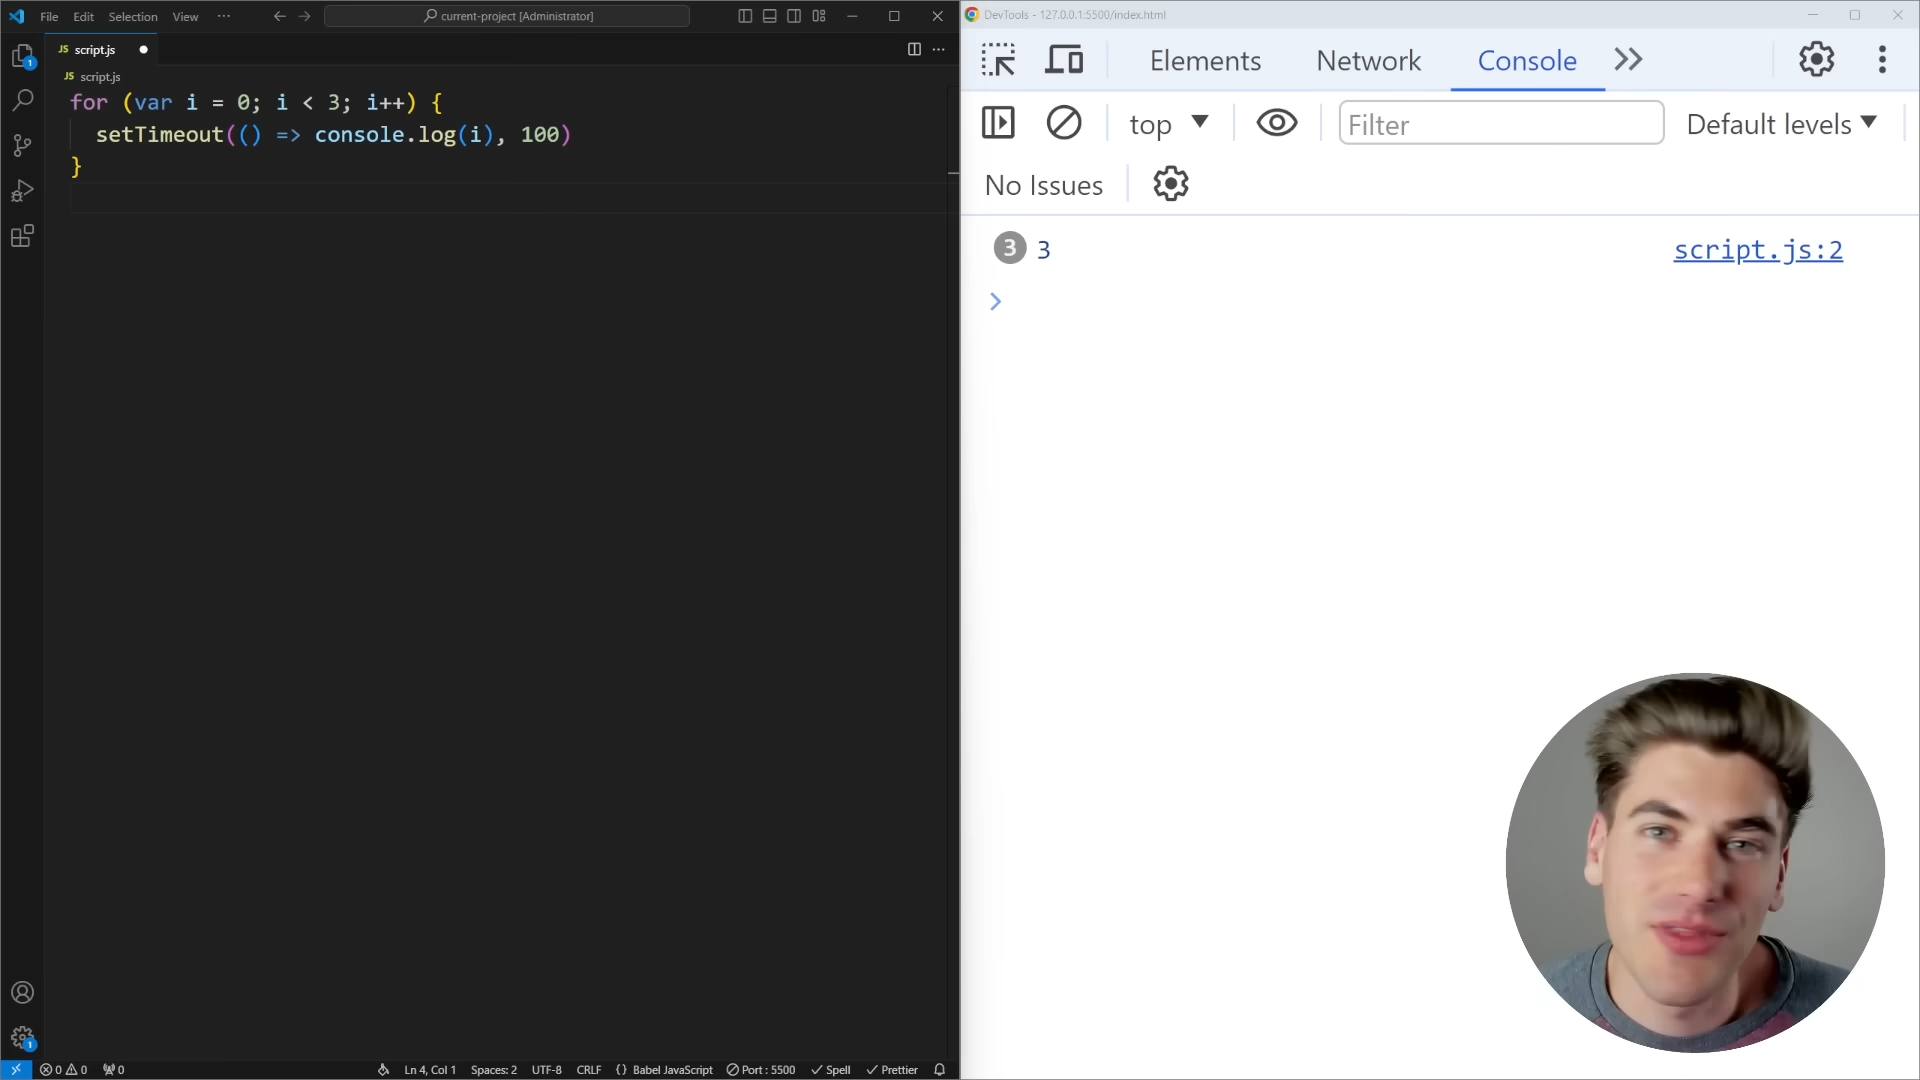 File Edit Selection View ··· current-project [Administrator]
JS script.js
JS script.js
for (var i = 0; i < 3; i++) {
setTimeout(() => console.log(i), 100)
}
1
1
0 0 0 Ln 4, Col 1 Spaces: 2 UTF-8 CRLF {} Babel JavaScript Port : 5500 Spell Prettier
DevTools - 127.0.0.1:5500/index.html
Elements Network Console
top Filter Default levels
No Issues
3 3 script.js:2